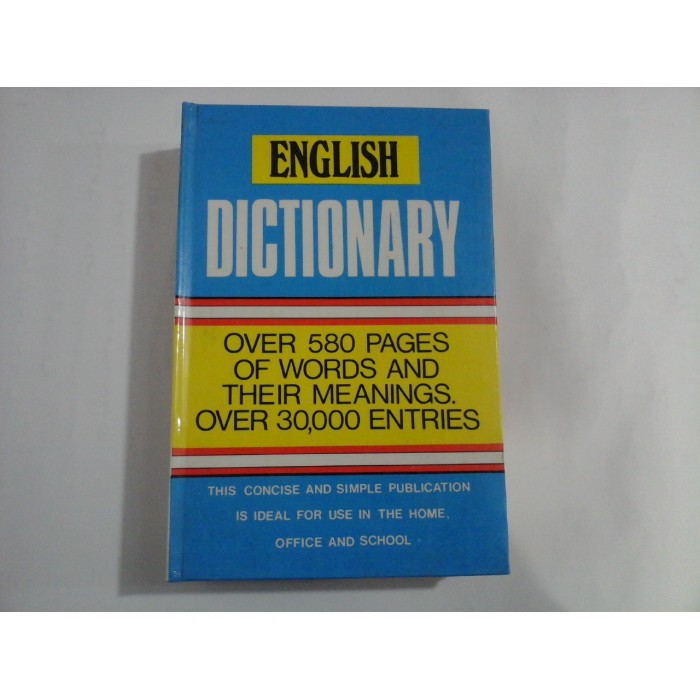 ENGLISH
DICTIONARY
OVER 580 PAGES
OF WORDS AND
THEIR MEANINGS.
OVER 30,000 ENTRIES
THIS CONCISE AND SIMPLE PUBLICATION
IS IDEAL FOR USE IN THE HOME,
OFFICE AND SCHOOL